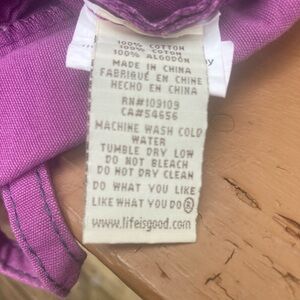 100% COTTON
100% COTON
100% ALGODÓN
MADE IN CHINA
FABRIQUÉ EN CHINE
HECHO EN CHINA
RN#109109
CA#54656
MACHINE WASH COLD
WATER
TUMBLE DRY LOW
DO NOT BLEACH
DO NOT DRY CLEAN
DO WHAT YOU LIKE
LIKE WHAT YOU DO®
www.lifeisgood.com